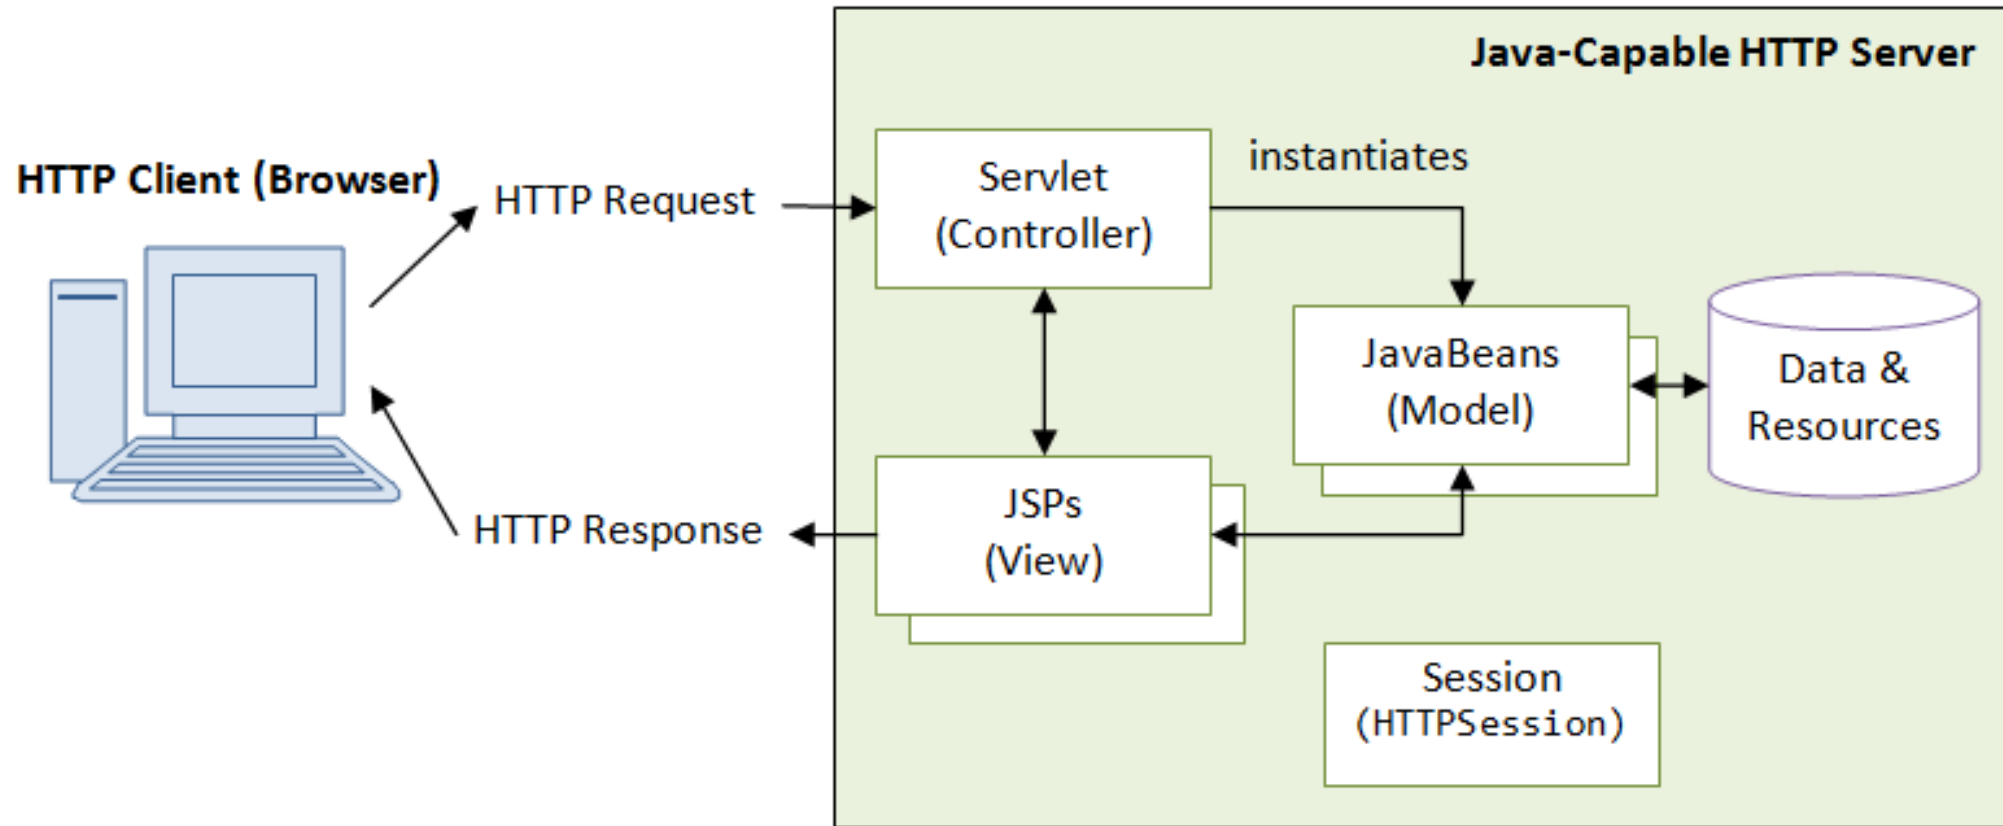 Java-Capable HTTP Server
HTTP Client (Browser)
HTTP Request
Servlet
(Controller)
instantiates
JavaBeans
(Model)
Data &
Resources
HTTP Response
JSPs
(View)
Session
(HTTPSession)